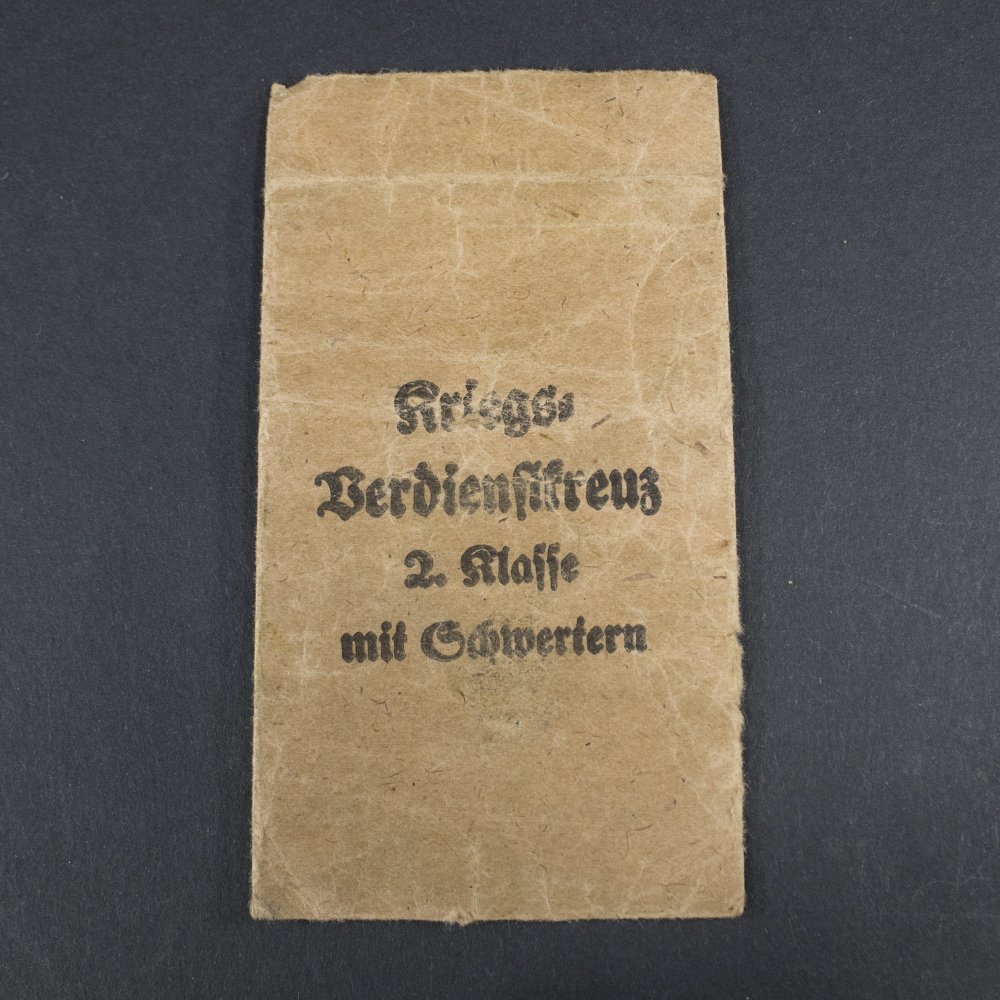 Kriegs-
Verdienstkreuz
2. Klasse
mit Schwertern